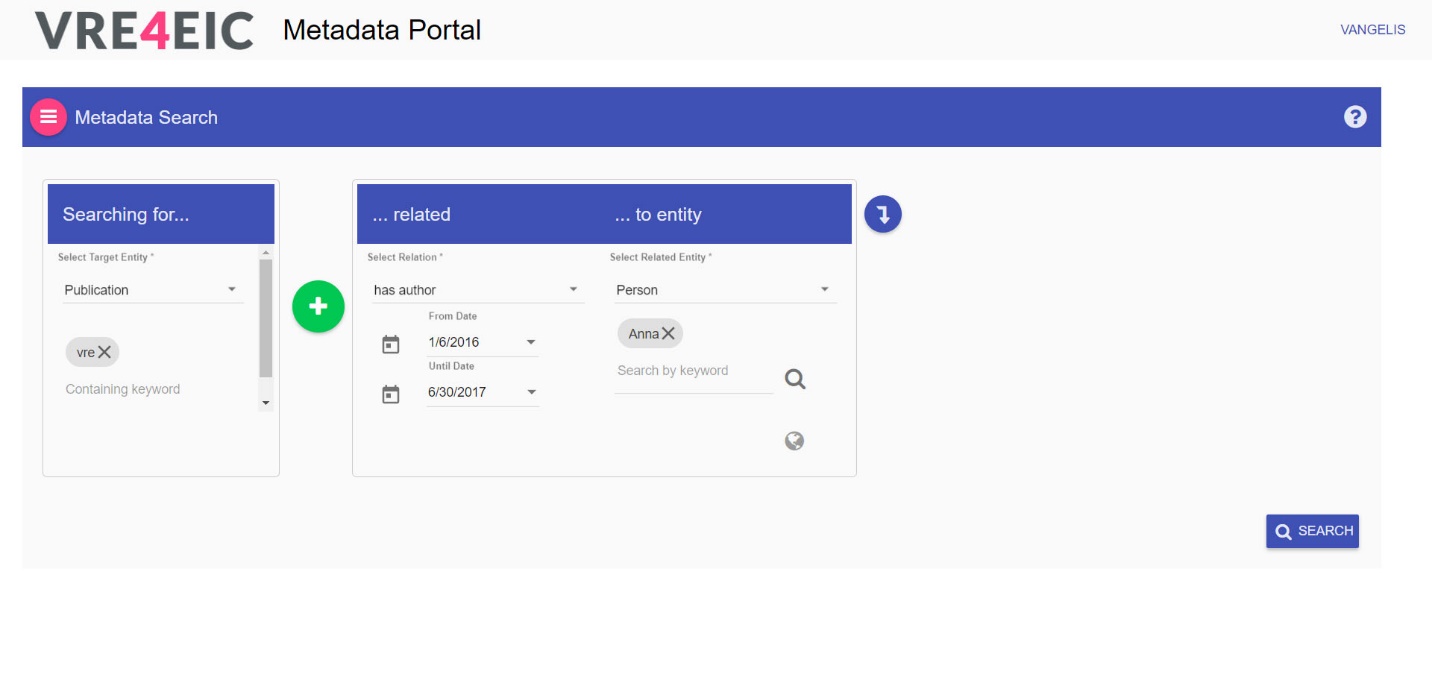 VRE4EIC Metadata Portal
VANGELIS
Metadata Search
Searching for...
Select Target Entity *
Publication
vre
Containing keyword
... related
... to entity
Select Relation *
has author
From Date
1/6/2016
Until Date
6/30/2017
Select Related Entity *
Person
Anna
Search by keyword
SEARCH